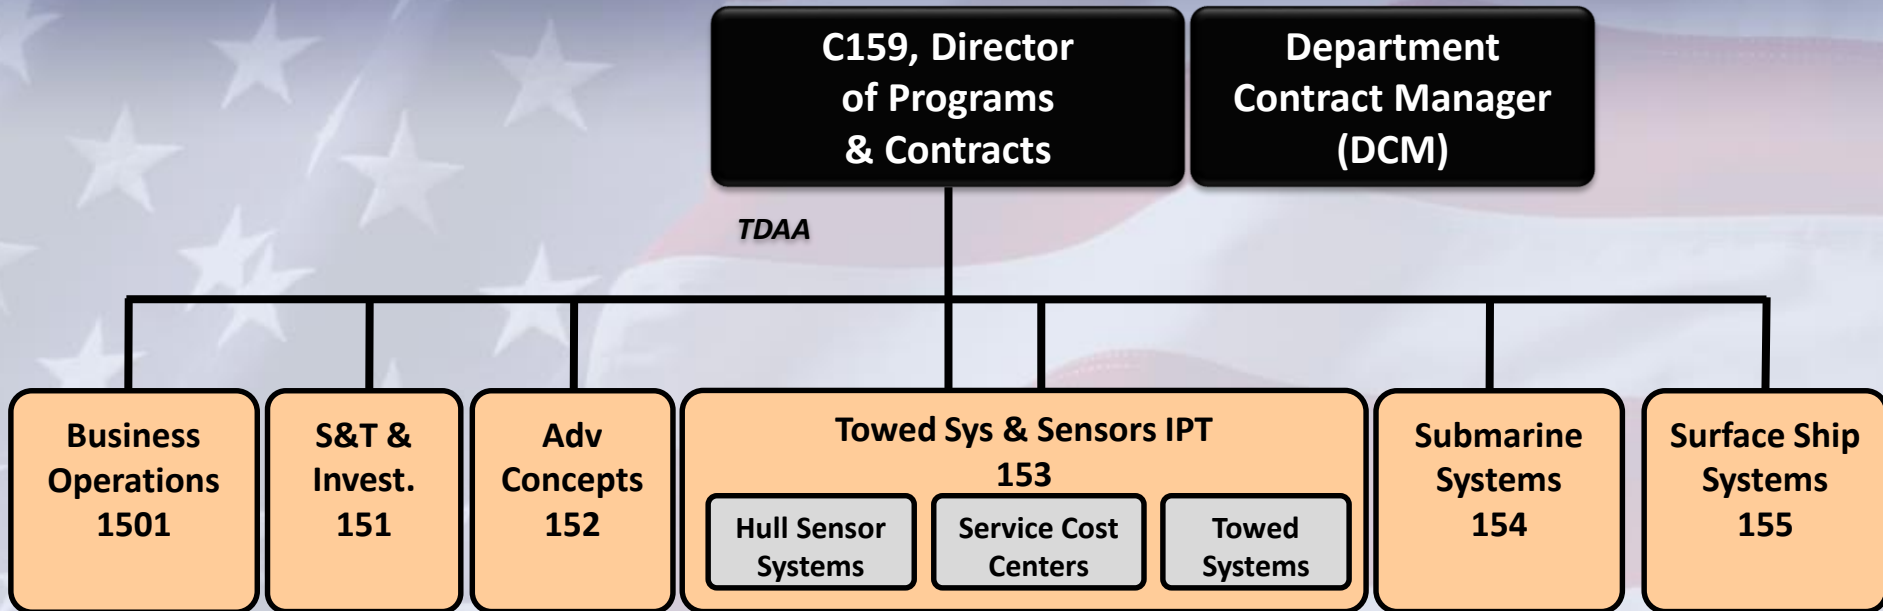 C159, Director
of Programs
& Contracts
Department
Contract Manager
(DCM)
TDAA
Business
Operations
1501
S&T &
Invest.
151
Adv
Concepts
152
Towed Sys & Sensors IPT
153
Hull Sensor
Systems
Service Cost
Centers
Towed
Systems
Submarine
Systems
154
Surface Ship
Systems
155